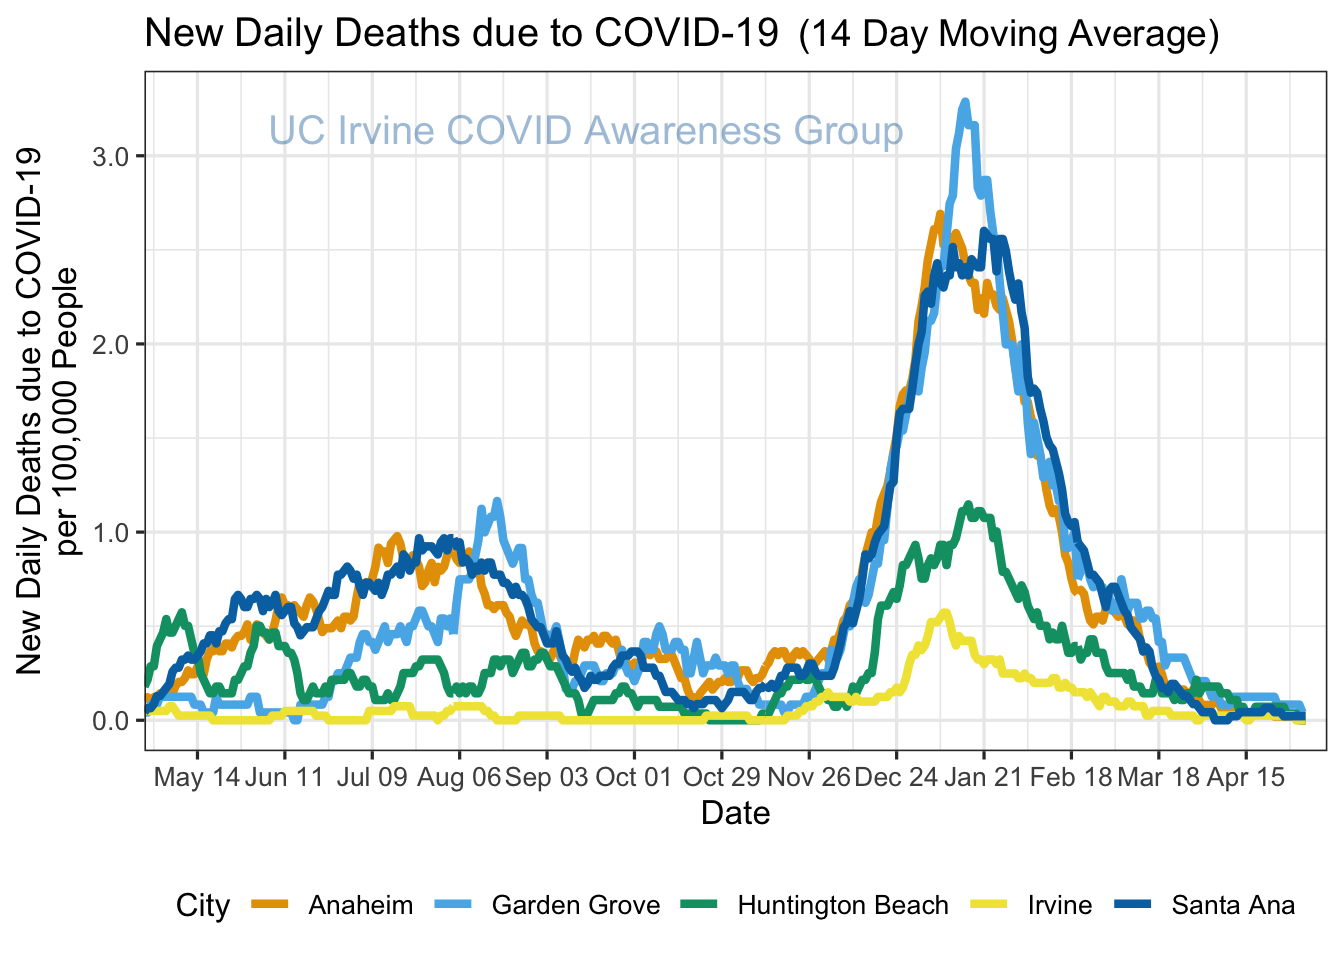 New Daily Deaths due to COVID-19 (14 Day Moving Average)
UC Irvine COVID Awareness Group
New Daily Deaths due to COVID-19
per 100,000 People
3.0
2.0
1.0
0.0
May 14 Jun 11 Jul 09 Aug 06 Sep 03 Oct 01 Oct 29 Nov 26 Dec 24 Jan 21 Feb 18 Mar 18 Apr 15
Date
City Anaheim Garden Grove Huntington Beach Irvine Santa Ana